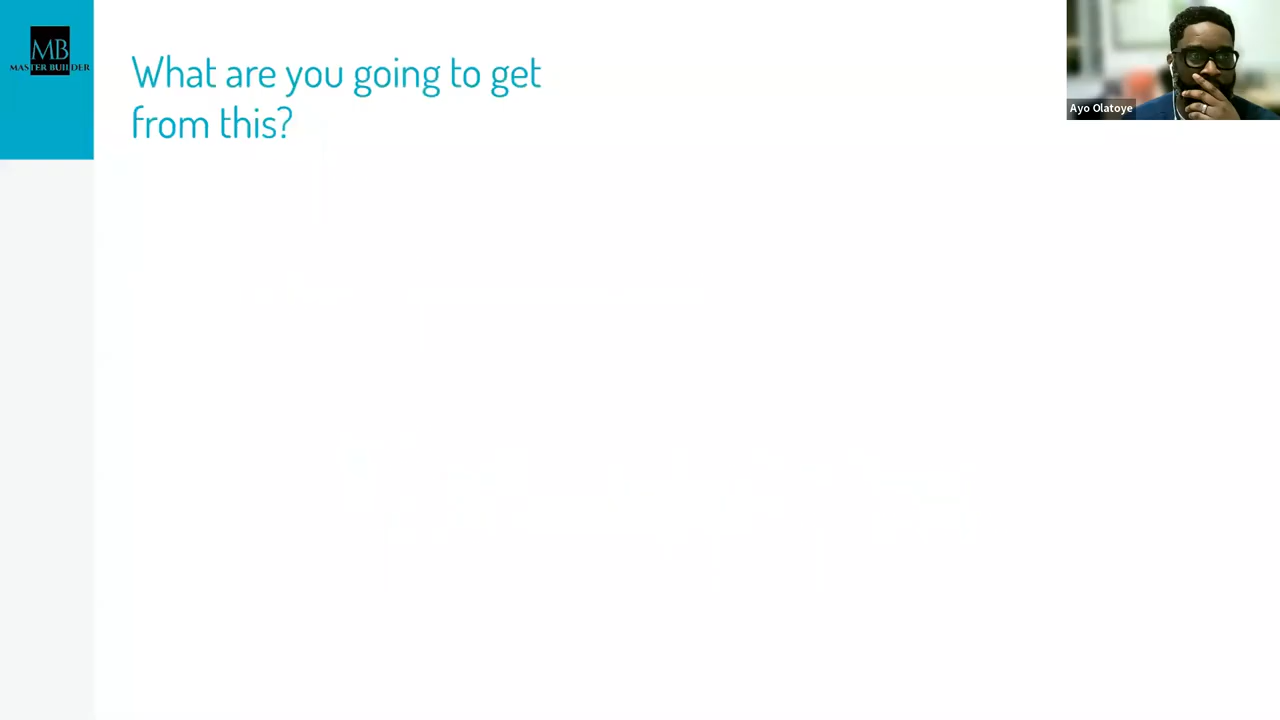 MB
MASTER BUILDER
What are you going to get
from this?
Ayo Olatoye